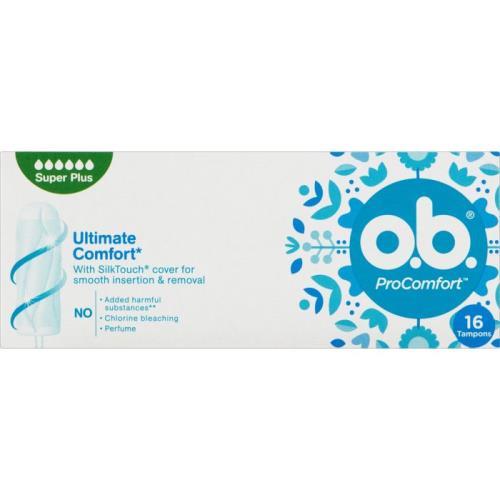 Super Plus
Ultimate
Comfort*
With SilkTouch® cover for
smooth insertion & removal
NO
• Added harmful
substances**
• Chlorine bleaching
• Perfume
o.b.®
ProComfort™
16
Tampons